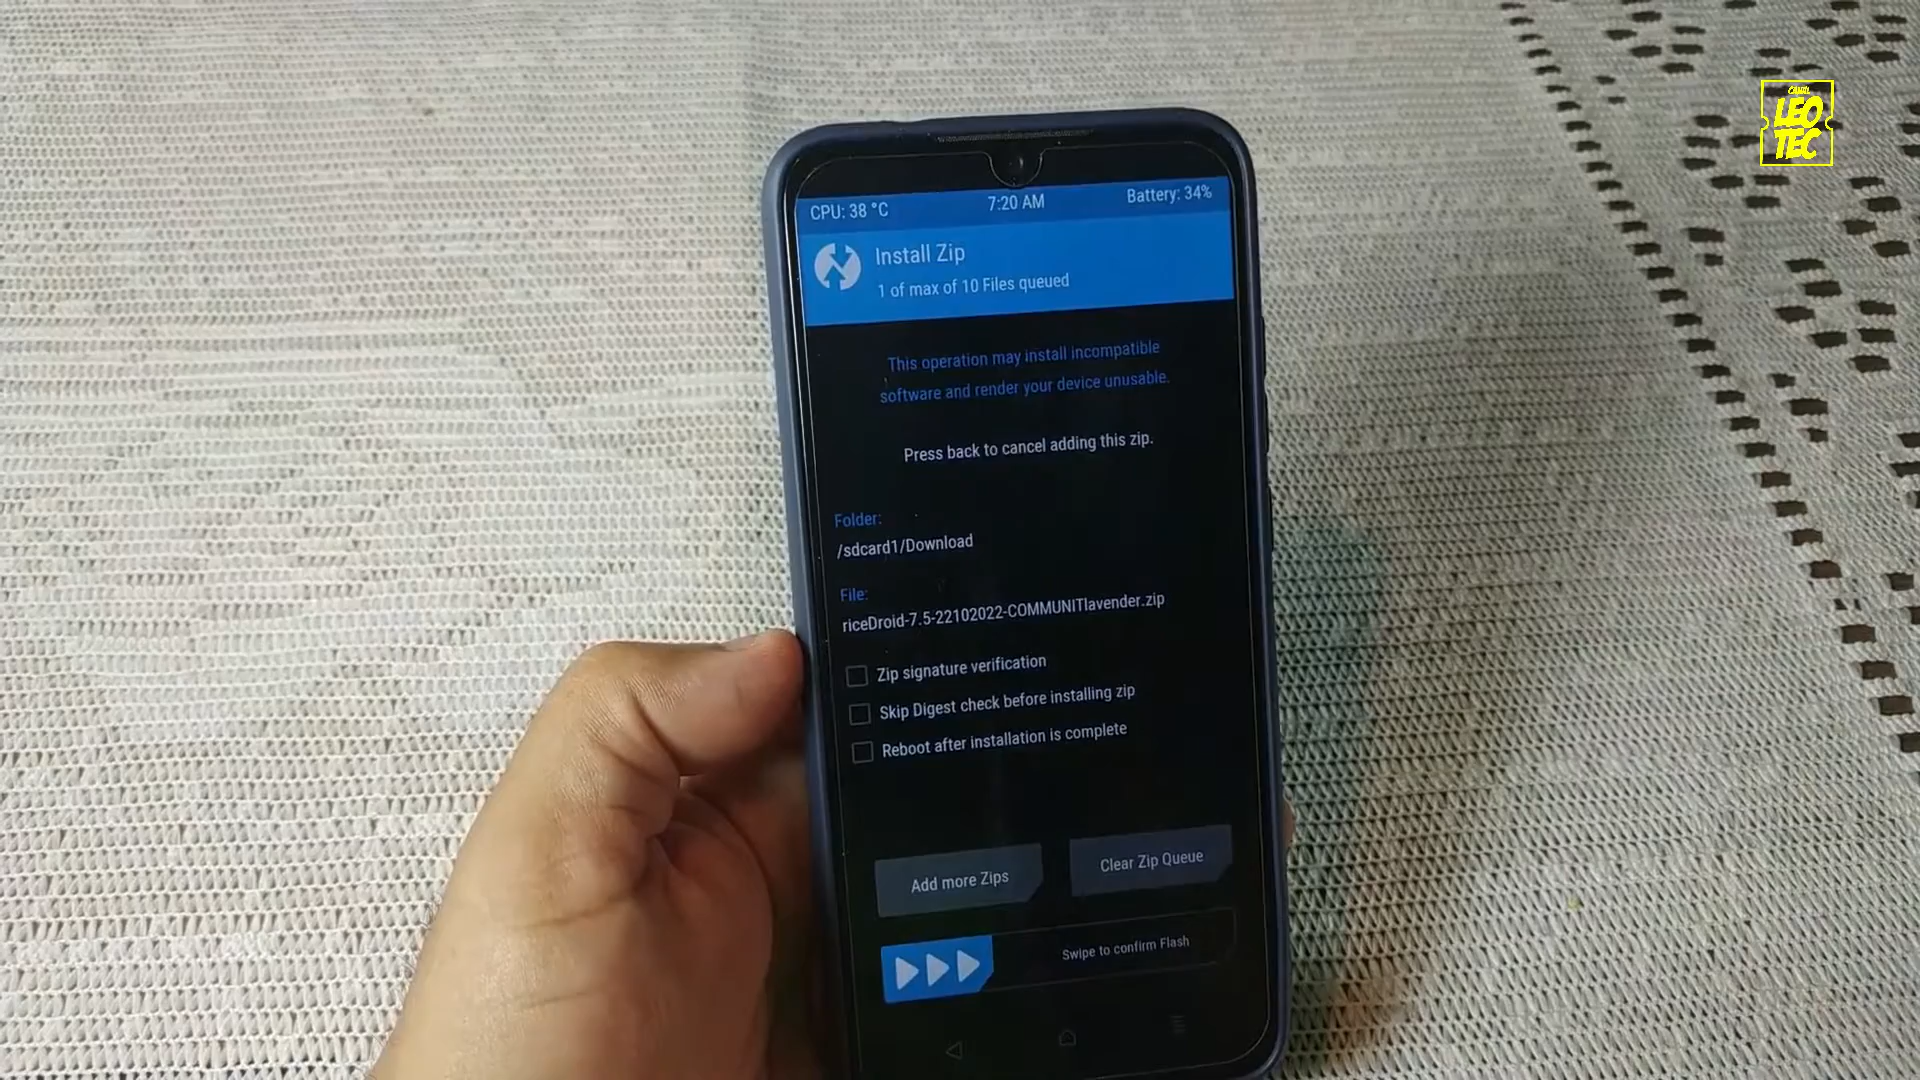 CANAL
LEO
TEC
CPU: 38 °C
7:20 AM
Battery: 34%
Install Zip
1 of max of 10 Files queued
This operation may install incompatible
software and render your device unusable.
Press back to cancel adding this zip.
Folder:
/sdcard1/Download
File:
riceDroid-7.5-22102022-COMMUNITlavender.zip
Zip signature verification
Skip Digest check before installing zip
Reboot after installation is complete
Add more Zips
Clear Zip Queue
Swipe to confirm Flash